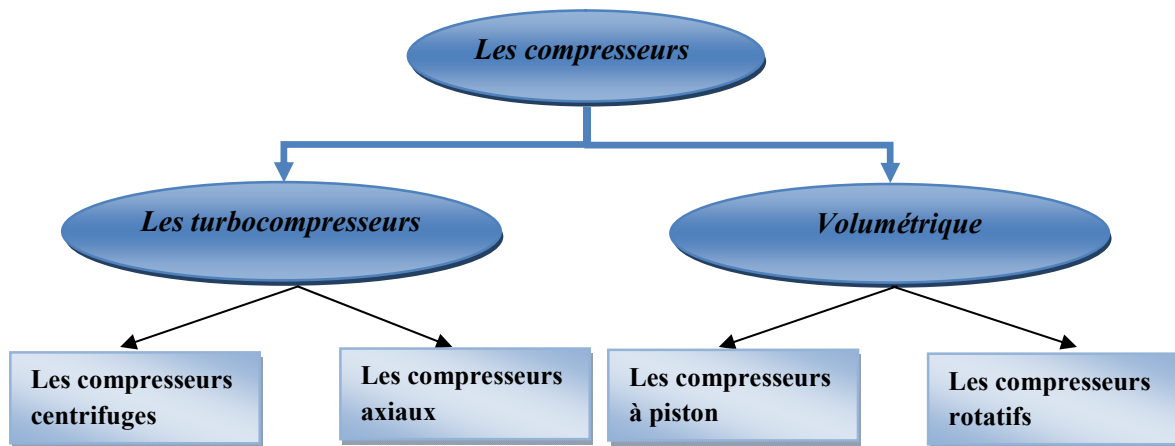 Les compresseurs
Les turbocompresseurs
Volumétrique
Les compresseurs
centrifuges
Les compresseurs
axiaux
Les compresseurs
à piston
Les compresseurs
rotatifs